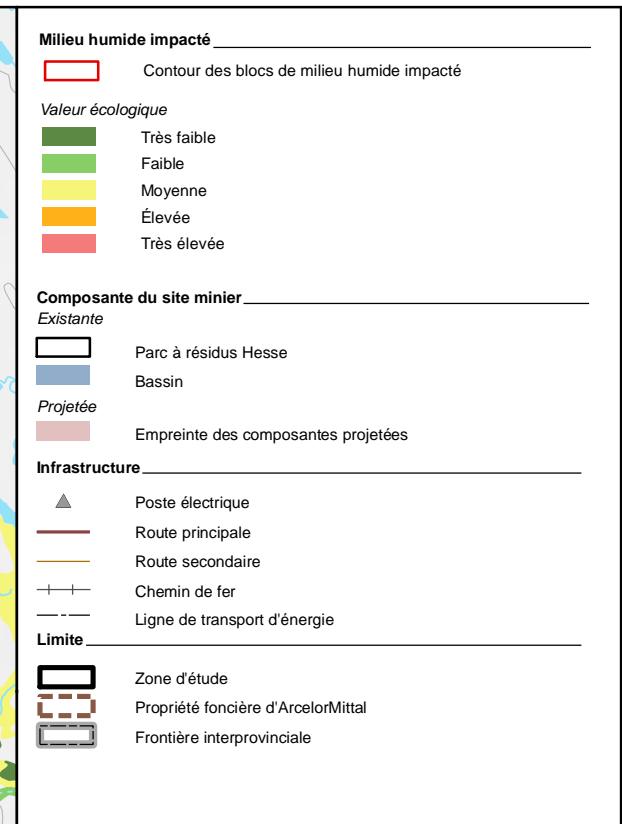 Milieu humide impacté
Contour des blocs de milieu humide impacté
Valeur écologique
Très faible
Faible
Moyenne
Élevée
Très élevée
Composante du site minier
Existante
Parc à résidus Hesse
Bassin
Projetée
Empreinte des composantes projetées
Infrastructure
Poste électrique
Route principale
Route secondaire
Chemin de fer
Ligne de transport d'énergie
Limite
Zone d'étude
Propriété foncière d'ArcelorMittal
Frontière interprovinciale